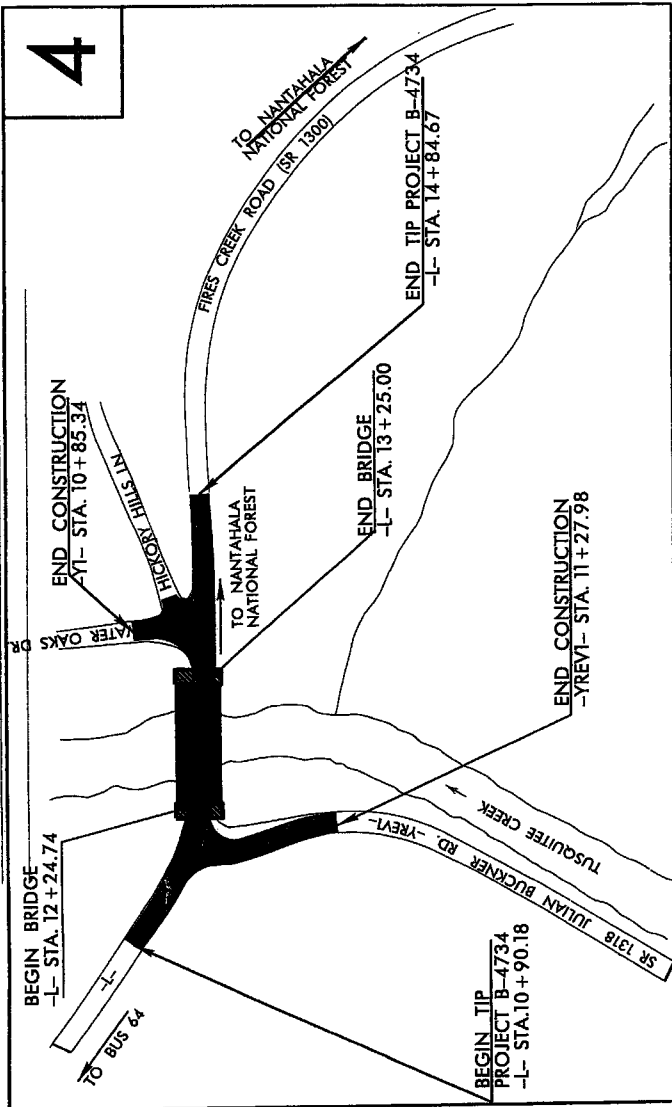 4
TO NANTAHALA
NATIONAL FOREST
FIRES CREEK ROAD (SR 1300)
END TIP PROJECT B-4734
-L- STA. 14+84.67
END CONSTRUCTION
-Y1- STA. 10+85.34
HICKORY HILLS LN.
OAKS DR.
TO NANTAHALA
NATIONAL FOREST
END BRIDGE
-L- STA. 13+25.00
END CONSTRUCTION
-YREV1- STA. 11+27.98
BEGIN BRIDGE
-L- STA. 12+24.74
-L-
TO BUS 64
TUSQUITEE CREEK
SR 1318 JULIAN BUCKNER RD. -YREV1-
BEGIN TIP
PROJECT B-4734
-L- STA.10+90.18